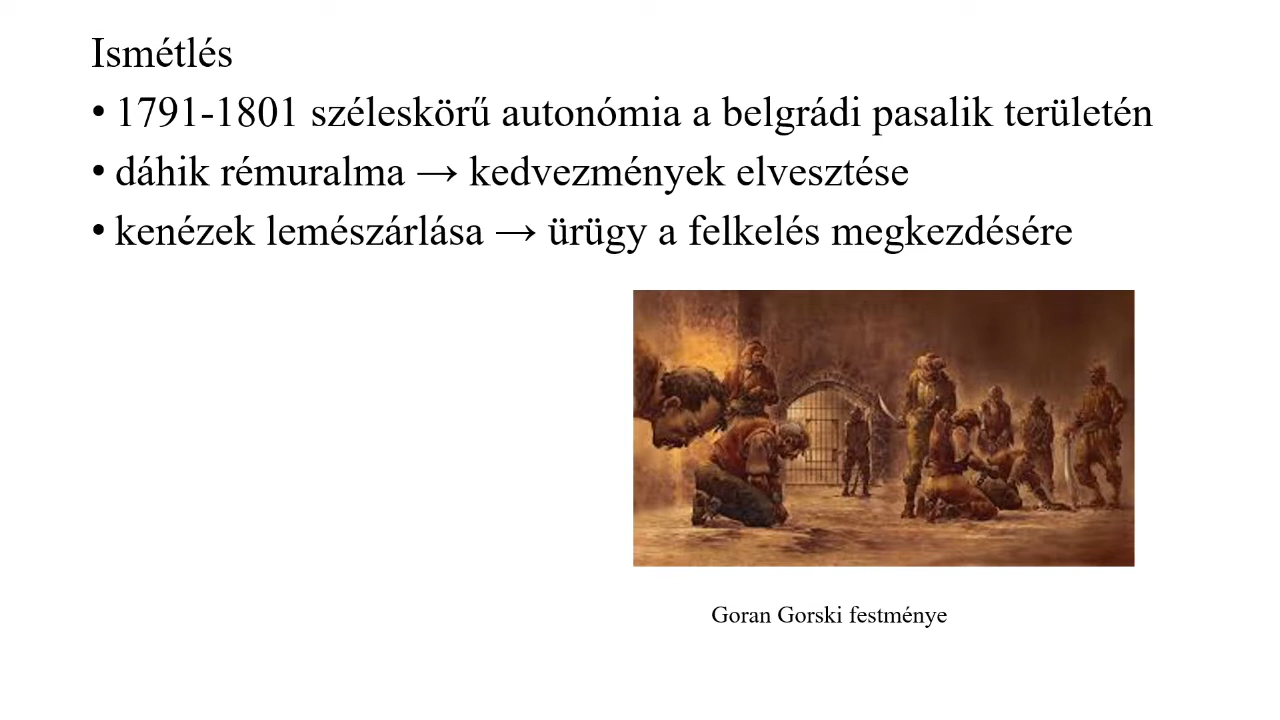 Ismétlés
• 1791-1801 széleskörű autonómia a belgrádi pasalik területén
• dáhik rémuralma → kedvezmények elvesztése
• kenézek lemészárlása → ürügy a felkelés megkezdésére
Goran Gorski festménye